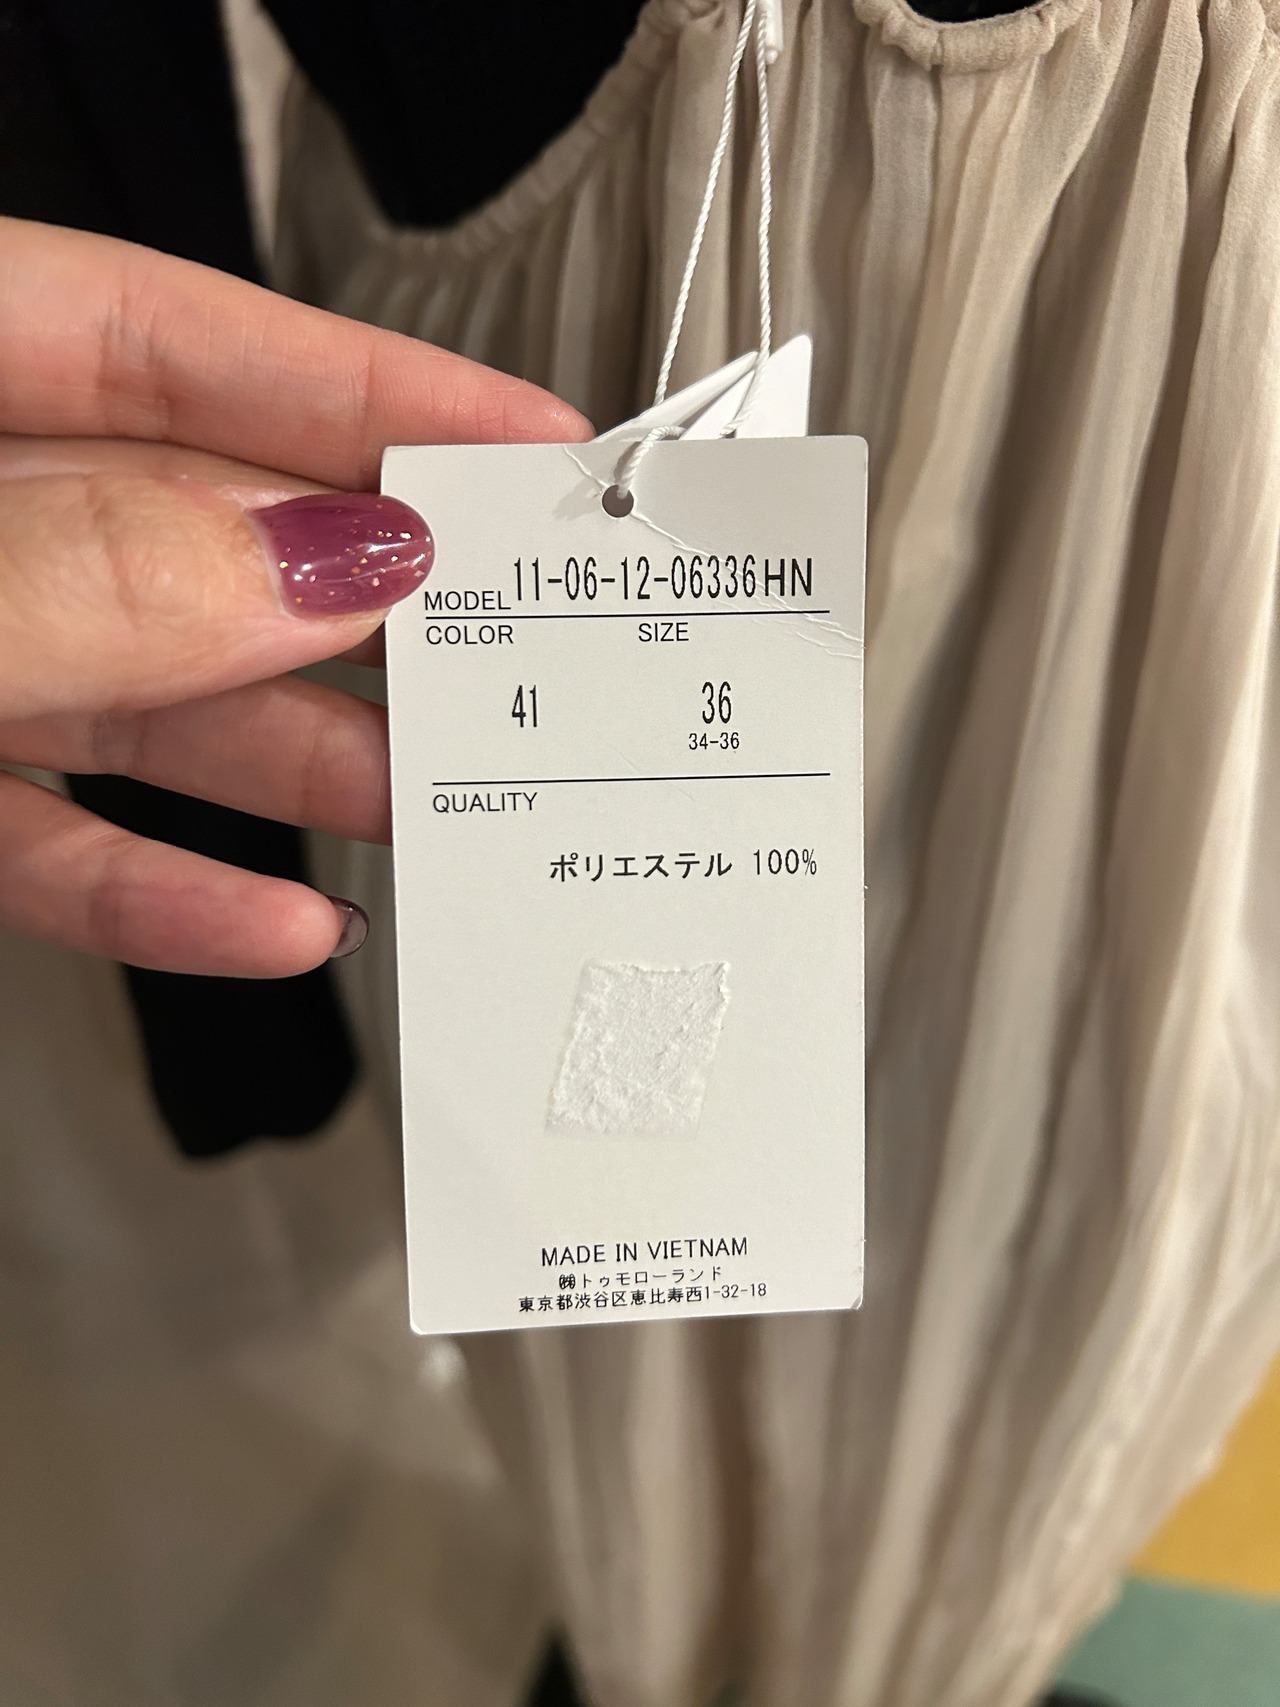 MODEL 11-06-12-06336HN
COLOR SIZE
41 36
34-36
QUALITY
ポリエステル 100%
MADE IN VIETNAM
㈱トゥモローランド
東京都渋谷区恵比寿西1-32-18